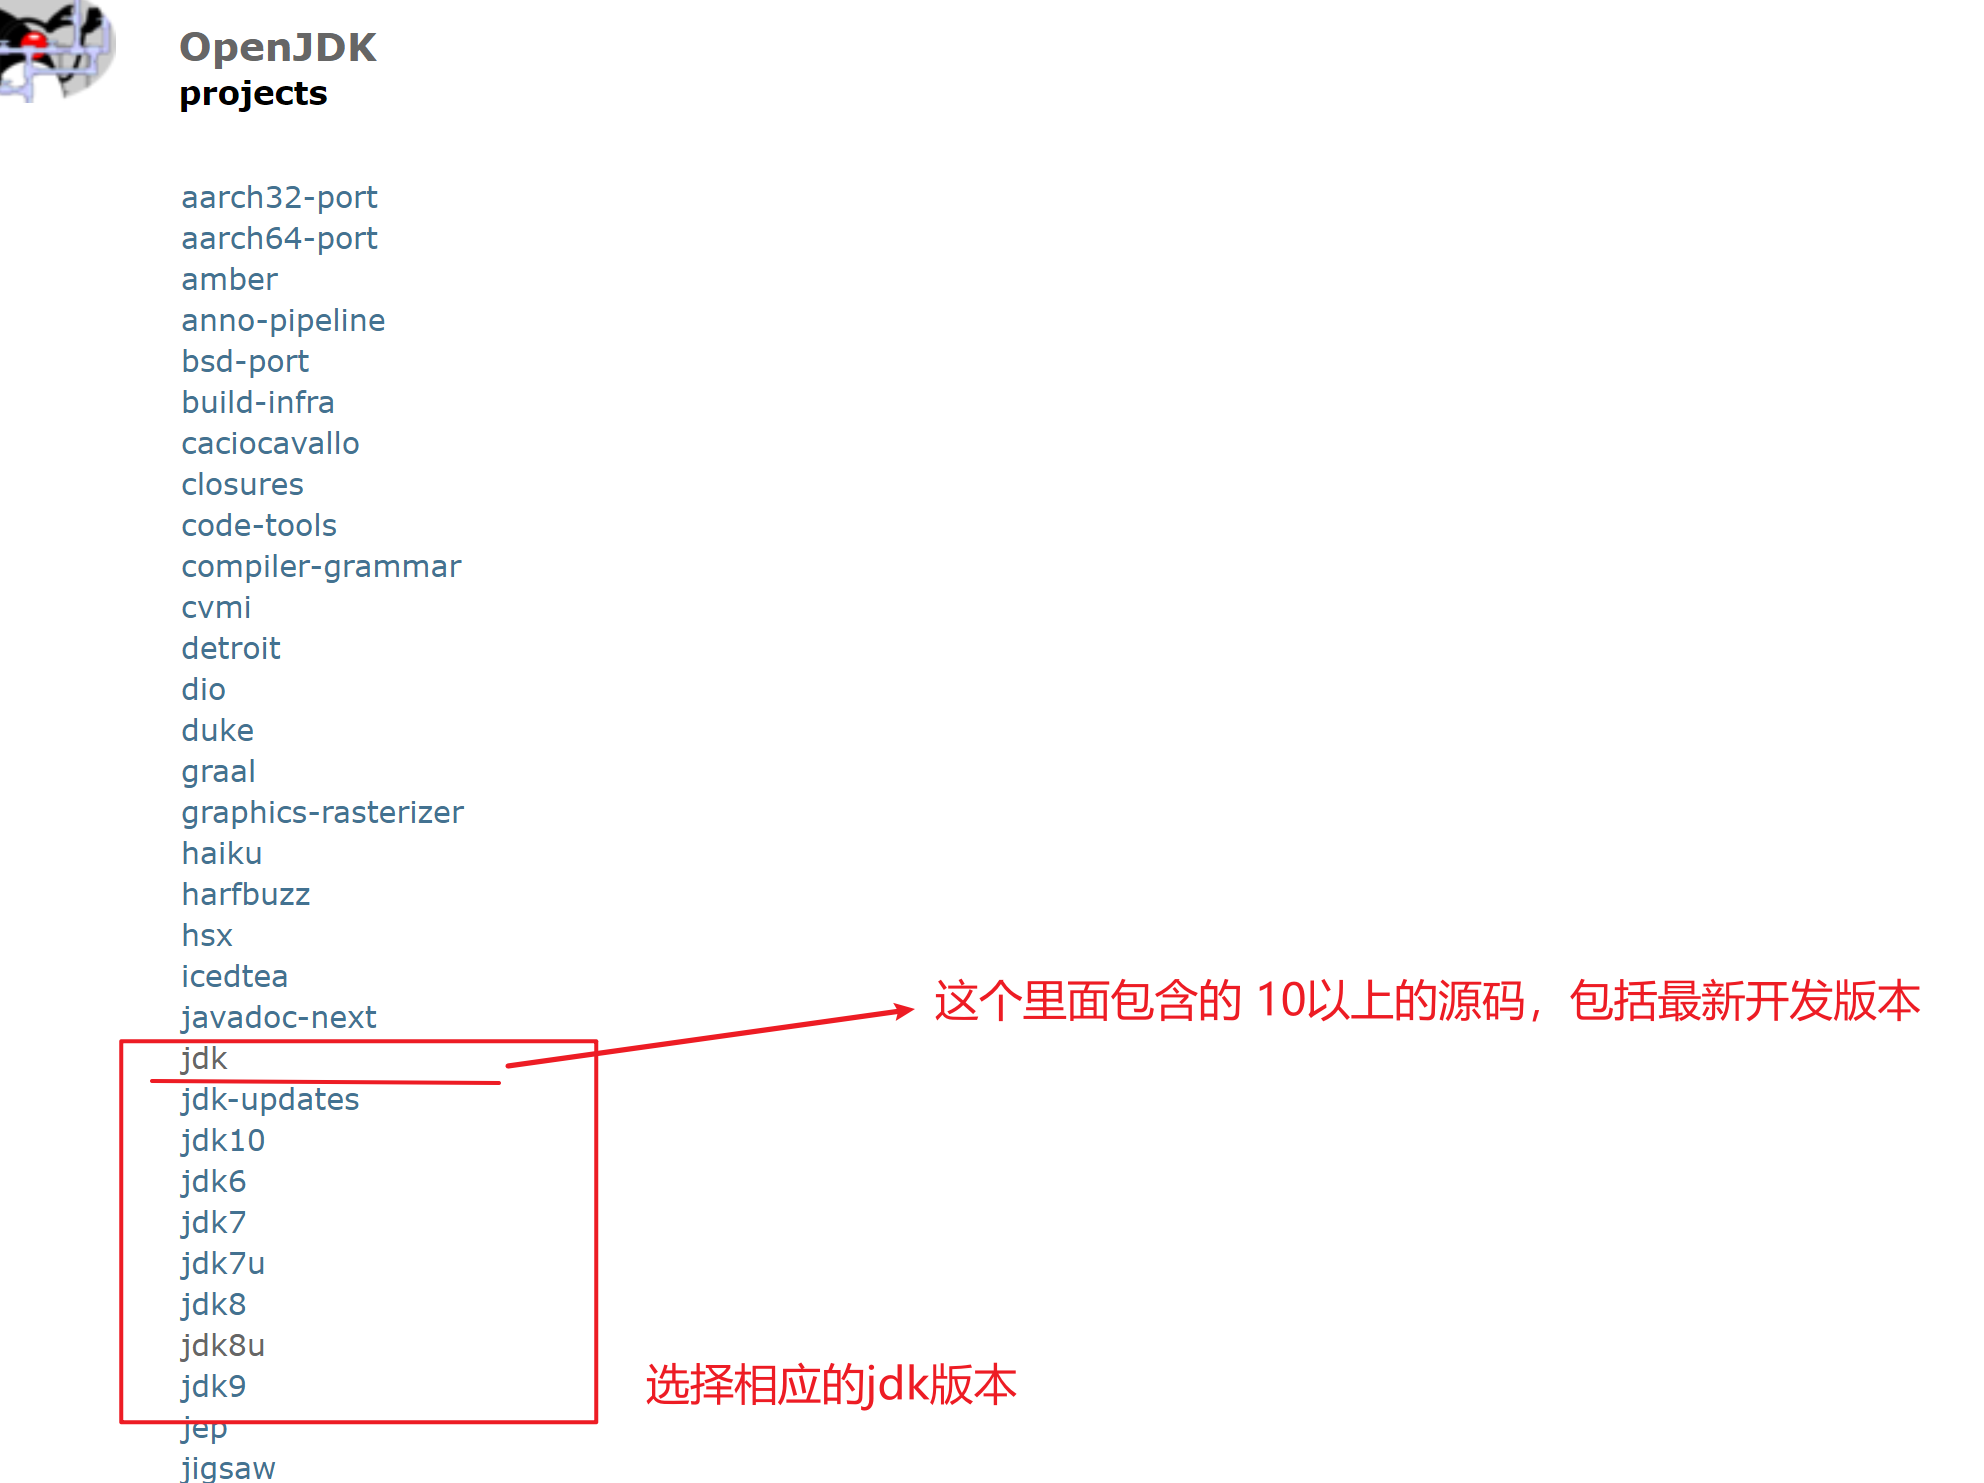 OpenJDK
projects
aarch32-port
aarch64-port
amber
anno-pipeline
bsd-port
build-infra
caciocavallo
closures
code-tools
compiler-grammar
cvmi
detroit
dio
duke
graal
graphics-rasterizer
haiku
harfbuzz
hsx
icedtea
javadoc-next
这个里面包含的 10以上的源码，包括最新开发版本
jdk
jdk-updates
jdk10
jdk6
jdk7
jdk7u
jdk8
jdk8u
jdk9
选择相应的jdk版本
jep
jigsaw